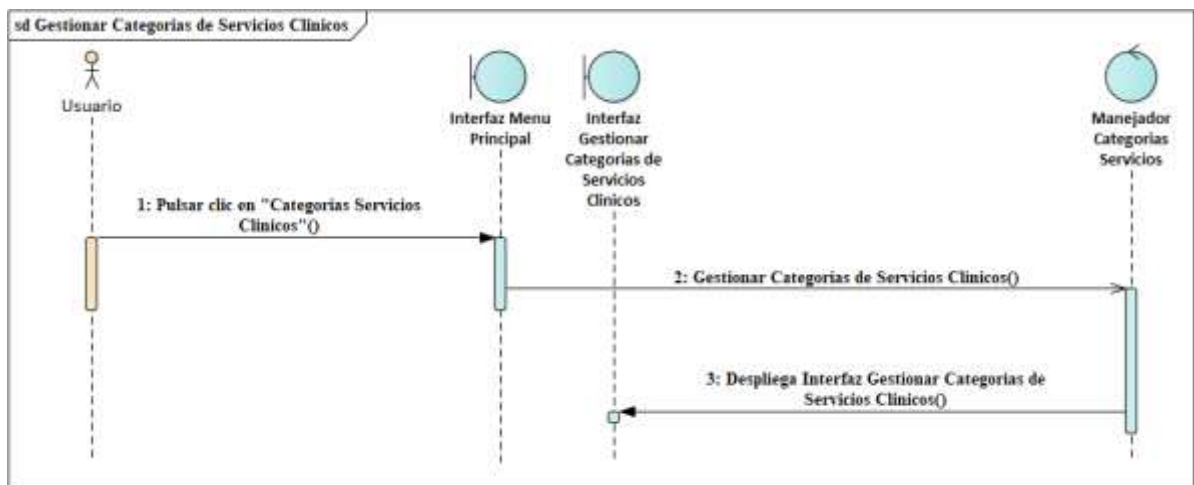 sd Gestionar Categorias de Servicios Clinicos
Usuario
Interfaz Menu
Principal
Interfaz
Gestionar
Categorias de
Servicios
Clinicos
Manejador
Categorias
Servicios
1: Pulsar clic en "Categorias Servicios
Clinicos"()
2: Gestionar Categorias de Servicios Clinicos()
3: Despliega Interfaz Gestionar Categorias de
Servicios Clinicos()